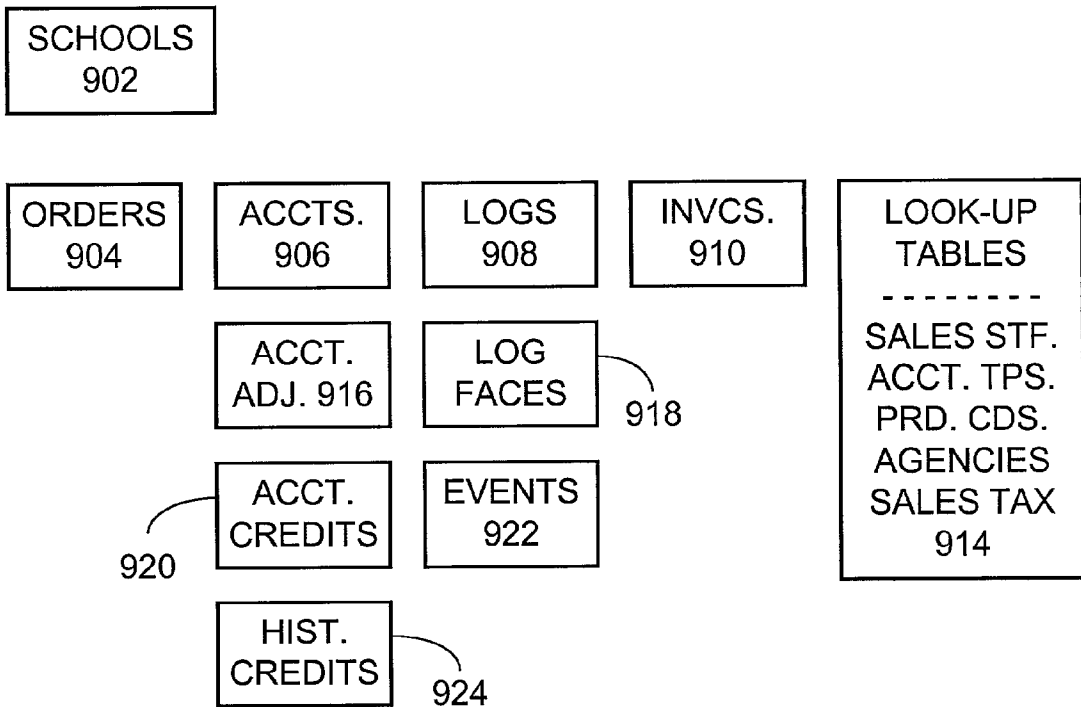 SCHOOLS
902
ORDERS
904
ACCTS.
906
LOGS
908
INVCS.
910
LOOK-UP
TABLES
--------
SALES STF.
ACCT. TPS.
PRD. CDS.
AGENCIES
SALES TAX
914
ACCT.
ADJ. 916
LOG
FACES
918
ACCT.
CREDITS
920
EVENTS
922
HIST.
CREDITS
924